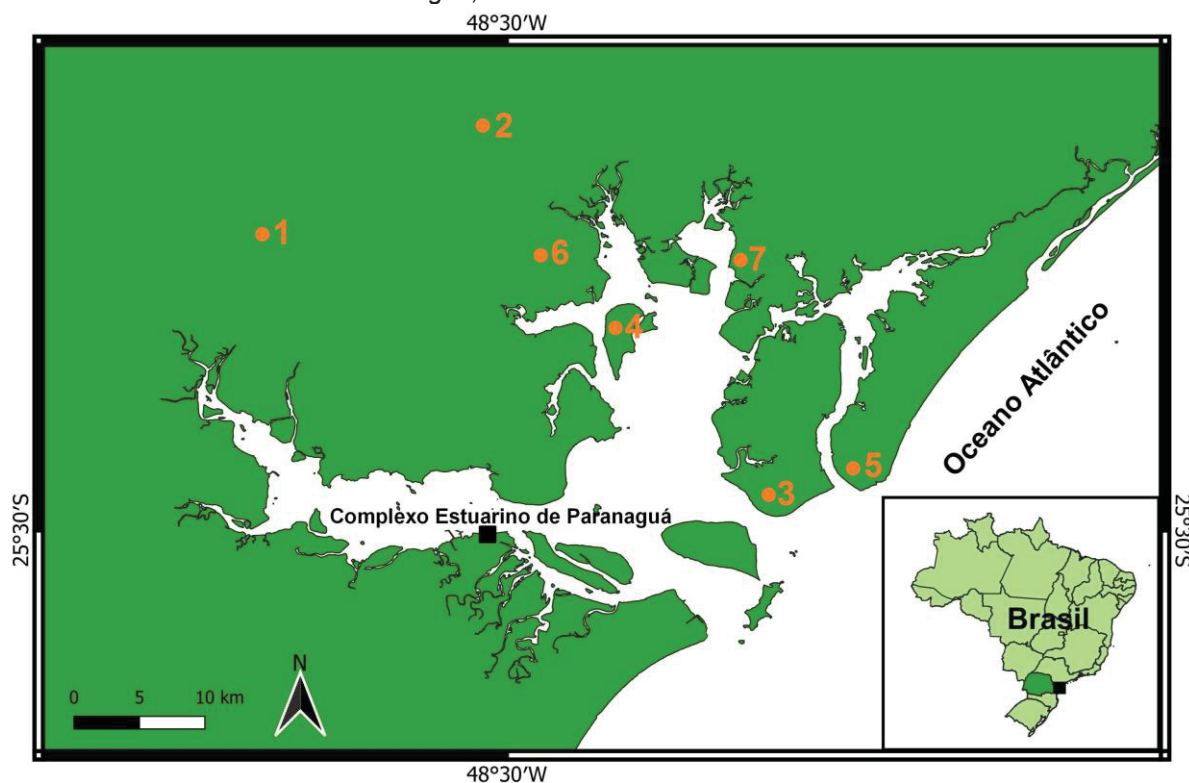 48°30'W
2
1
6
7
4
Oceano Atlântico
5
3
25°30'S
Complexo Estuarino de Paranaguá
25°30'S
Brasil
N
0 5 10 km
48°30'W